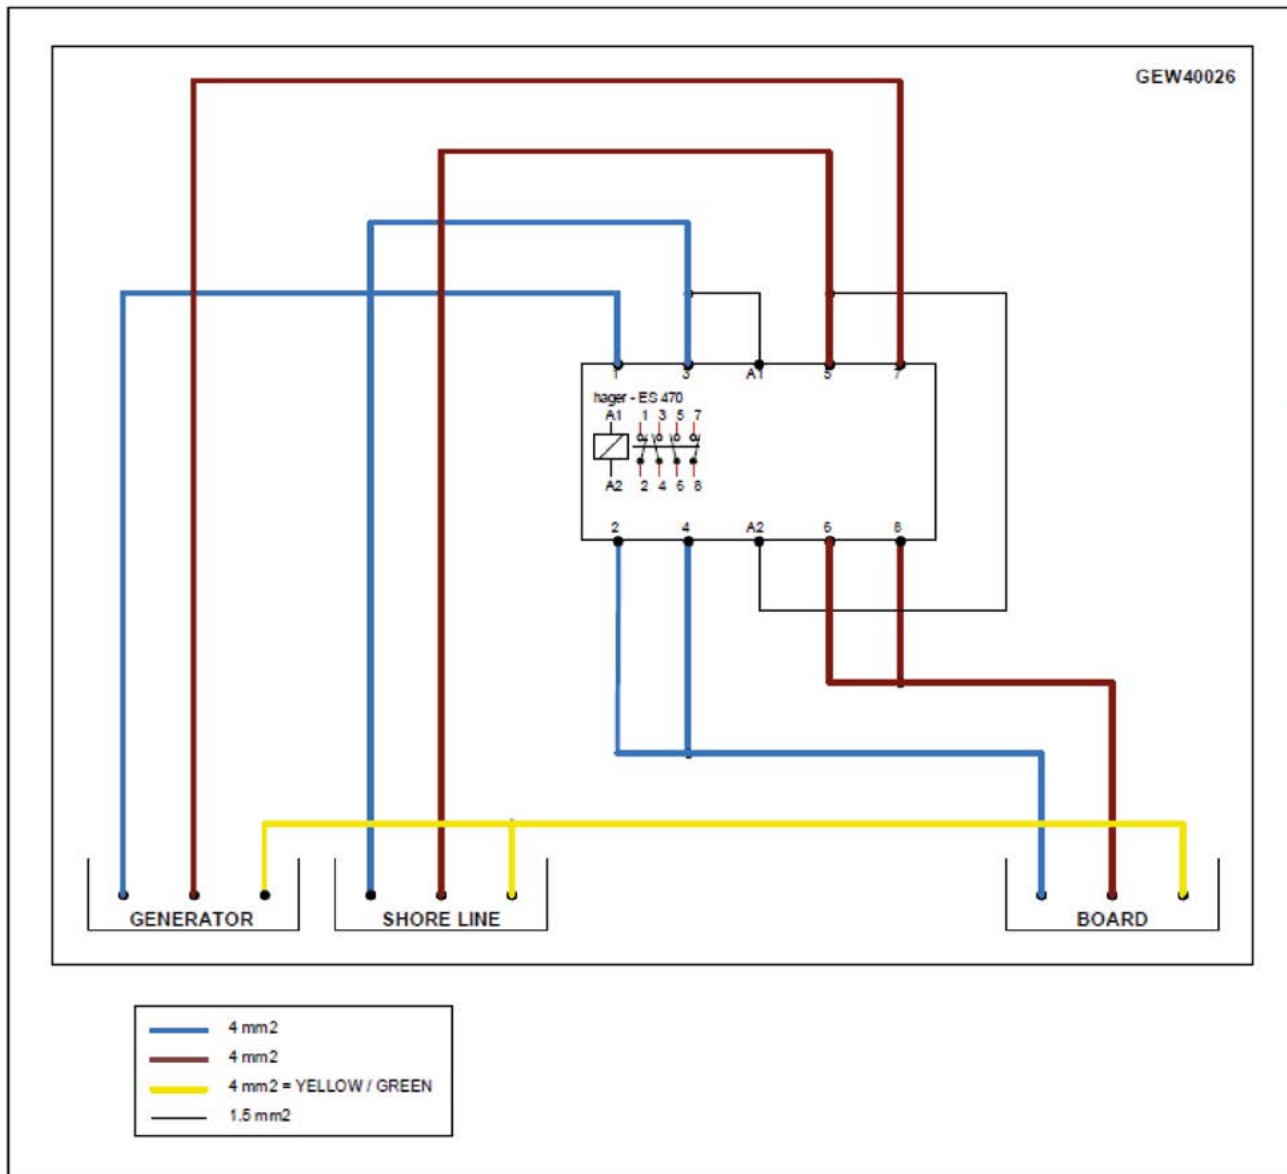 GEW40026
1 3 A1 5 7
hager - ES 470
A1 1 3 5 7
A2 2 4 6 8
2 4 A2 6 8
GENERATOR SHORE LINE BOARD
4 mm2
4 mm2
4 mm2 = YELLOW / GREEN
1.5 mm2